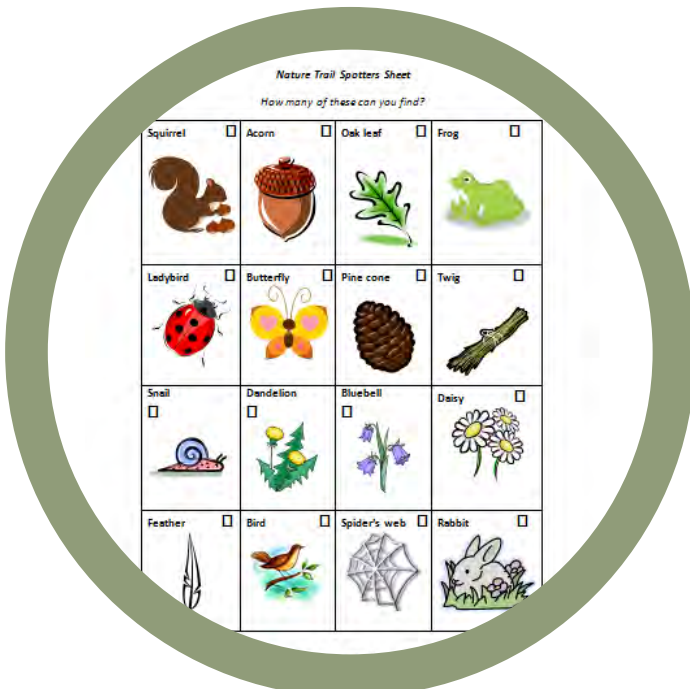 Nature Trail Spotters Sheet
How many of these can you find?
Squirrel Acorn Oak leaf Frog
Ladybird Butterfly Pine cone Twig
Snail Dandelion Bluebell Daisy
Feather Bird Spider's web Rabbit